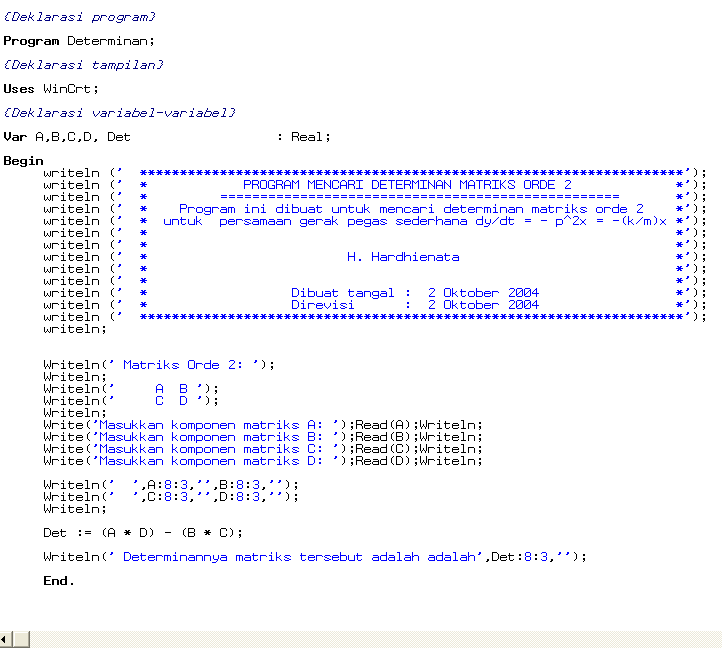 {Deklarasi program}
Program Determinan;
{Deklarasi tampilan}
Uses WinCrt;
{Deklarasi variabel-variabel}
Var A,B,C,D, Det                  : Real;
Begin
     writeln ('  ********************************************************************');
     writeln ('  *            PROGRAM MENCARI DETERMINAN MATRIKS ORDE 2             *');
     writeln ('  *         ==================================================       *');
     writeln ('  *    Program ini dibuat untuk mencari determinan matriks orde 2    *');
     writeln ('  *  untuk  persamaan gerak pegas sederhana dy/dt = - p^2x = -(k/m)x *');
     writeln ('  *                                                                  *');
     writeln ('  *                                                                  *');
     writeln ('  *                         H. Hardhienata                           *');
     writeln ('  *                                                                  *');
     writeln ('  *                                                                  *');
     writeln ('  *                  Dibuat tangal :  2 Oktober 2004                 *');
     writeln ('  *                  Direvisi      :  2 Oktober 2004                 *');
     writeln ('  ********************************************************************');
     writeln;
     Writeln(' Matriks Orde 2: ');
     Writeln;
     Writeln('     A  B ');
     Writeln('     C  D ');
     Writeln;
     Write('Masukkan komponen matriks A: ');Read(A);Writeln;
     Write('Masukkan komponen matriks B: ');Read(B);Writeln;
     Write('Masukkan komponen matriks C: ');Read(C);Writeln;
     Write('Masukkan komponen matriks D: ');Read(D);Writeln;
     Writeln('  ',A:8:3,'',B:8:3,'');
     Writeln('  ',C:8:3,'',D:8:3,'');
     Writeln;
     Det := (A * D) - (B * C);
     Writeln(' Determinannya matriks tersebut adalah adalah',Det:8:3,'');
     End.